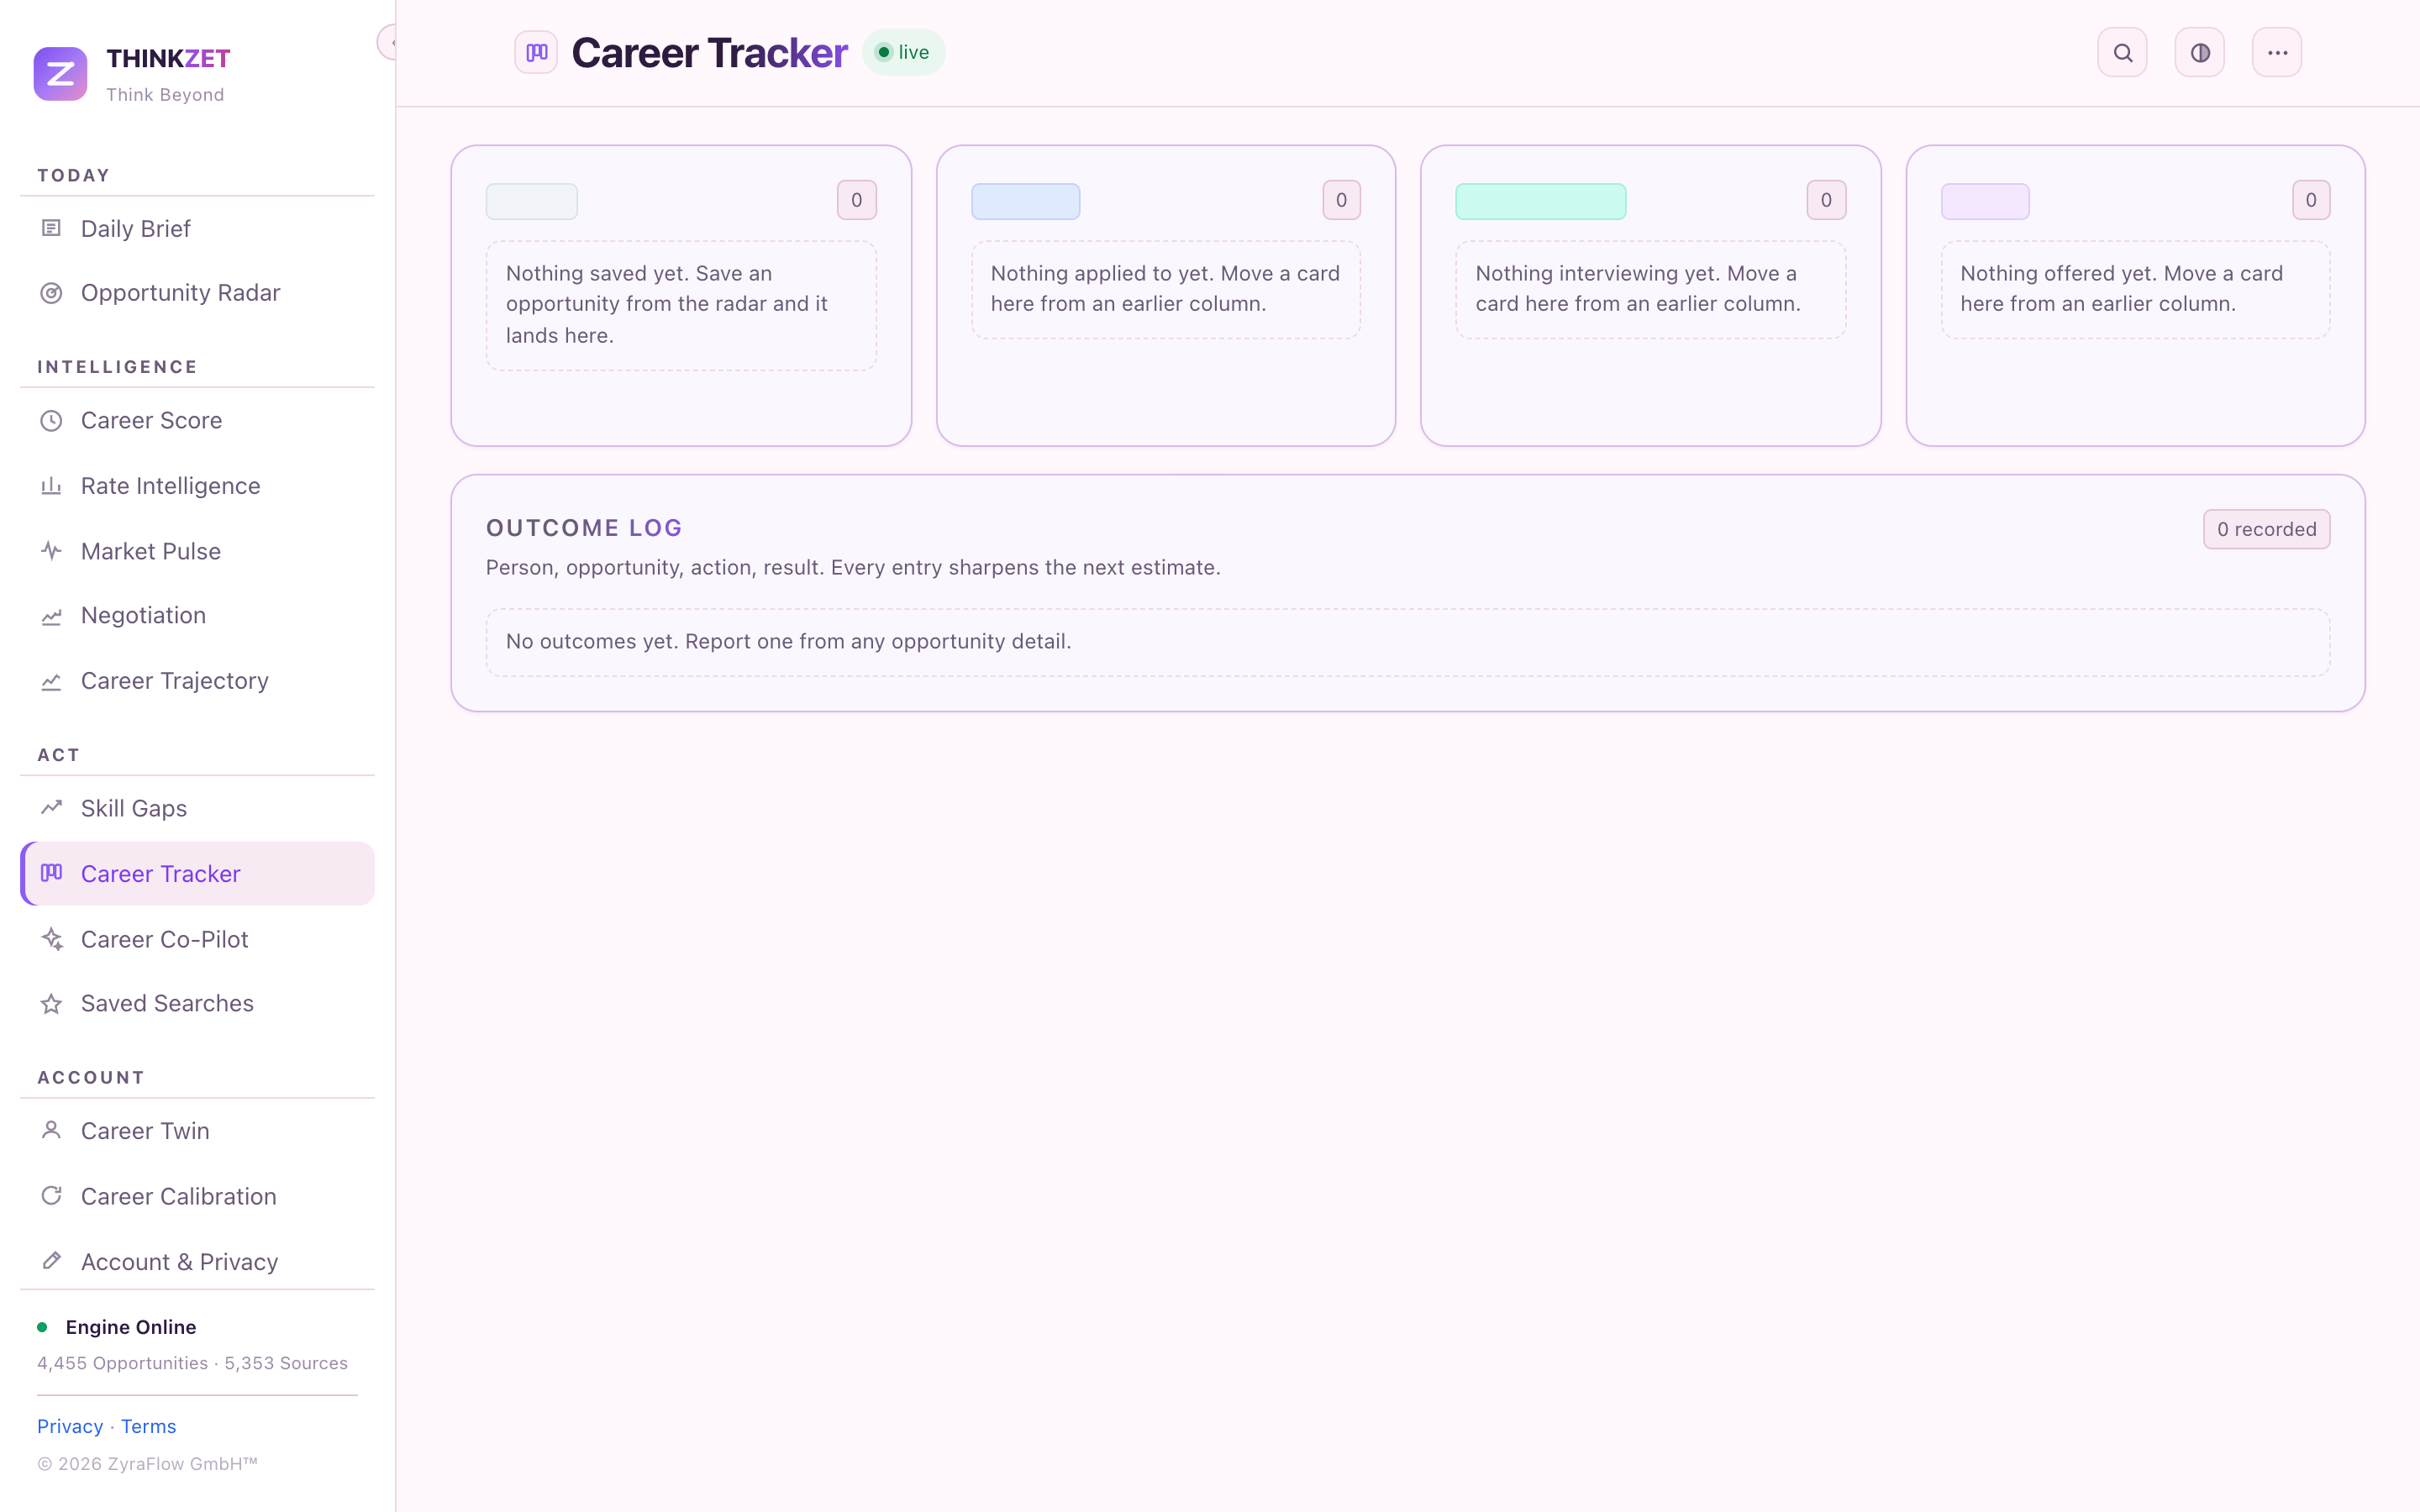 THINKZET
Think Beyond
TODAY
Daily Brief
Opportunity Radar
INTELLIGENCE
Career Score
Rate Intelligence
Market Pulse
Negotiation
Career Trajectory
ACT
Skill Gaps
Career Tracker
Career Co-Pilot
Saved Searches
ACCOUNT
Career Twin
Career Calibration
Account & Privacy
Engine Online
4,455 Opportunities · 5,353 Sources
Privacy · Terms
© 2026 ZyraFlow GmbH™
Career Tracker
live
0
Nothing saved yet. Save an
opportunity from the radar and it
lands here.
0
Nothing applied to yet. Move a card
here from an earlier column.
0
Nothing interviewing yet. Move a
card here from an earlier column.
0
Nothing offered yet. Move a card
here from an earlier column.
OUTCOME LOG
0 recorded
Person, opportunity, action, result. Every entry sharpens the next estimate.
No outcomes yet. Report one from any opportunity detail.